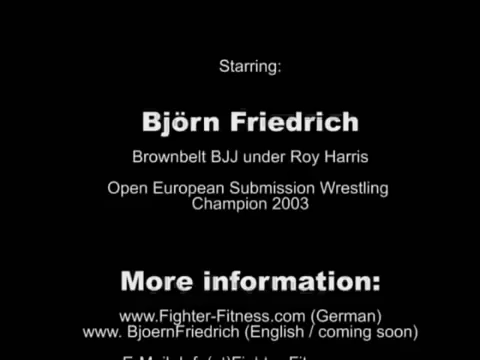 Starring:
Björn Friedrich
Brownbelt BJJ under Roy Harris
Open European Submission Wrestling
Champion 2003
More information:
www.Fighter-Fitness.com (German)
www. BjoernFriedrich (English / coming soon)